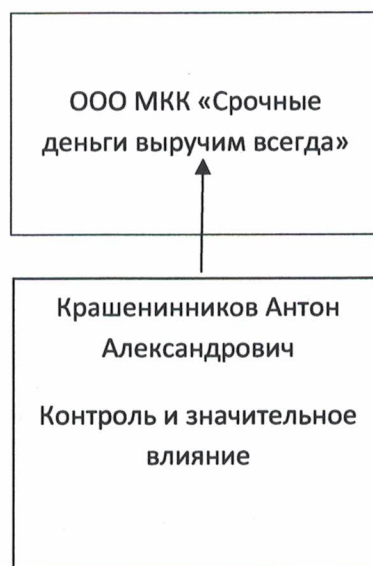 ООО МКК «Срочные
деньги выручим всегда»
Крашенинников Антон
Александрович
Контроль и значительное
влияние